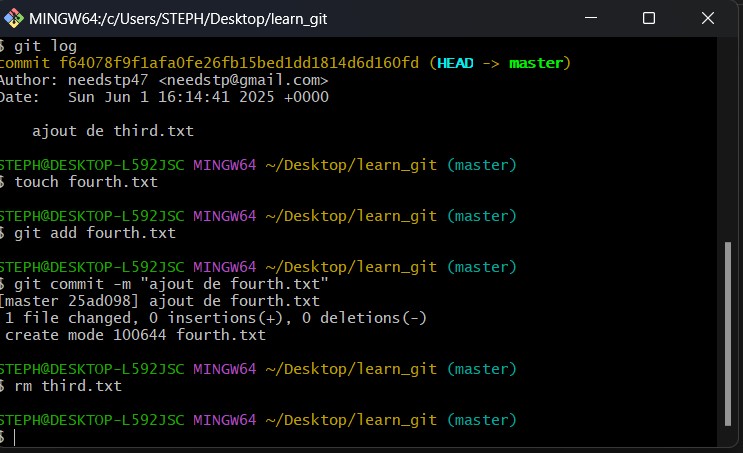 MINGW64:/c/Users/STEPH/Desktop/learn_git
$ git log
commit f64078f9f1afa0fe26fb15bed1dd1814d6d160fd (HEAD -> master)
Author: needstp47 <needstp@gmail.com>
Date:   Sun Jun 1 16:14:41 2025 +0000
    ajout de third.txt
STEPH@DESKTOP-L592JSC MINGW64 ~/Desktop/learn_git (master)
$ touch fourth.txt
STEPH@DESKTOP-L592JSC MINGW64 ~/Desktop/learn_git (master)
$ git add fourth.txt
STEPH@DESKTOP-L592JSC MINGW64 ~/Desktop/learn_git (master)
$ git commit -m "ajout de fourth.txt"
[master 25ad098] ajout de fourth.txt
 1 file changed, 0 insertions(+), 0 deletions(-)
 create mode 100644 fourth.txt
STEPH@DESKTOP-L592JSC MINGW64 ~/Desktop/learn_git (master)
$ rm third.txt
STEPH@DESKTOP-L592JSC MINGW64 ~/Desktop/learn_git (master)
$